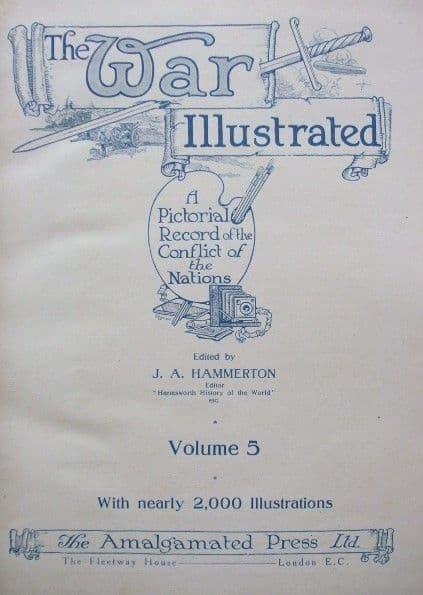 The War
Illustrated
A
Pictorial
Record of the
Conflict of
the
Nations
Edited by
J. A. HAMMERTON
Editor
"Harmsworth History of the World"
etc.
Volume 5
With nearly 2,000 Illustrations
The Amalgamated Press Ltd.
The Fleetway House London E.C.